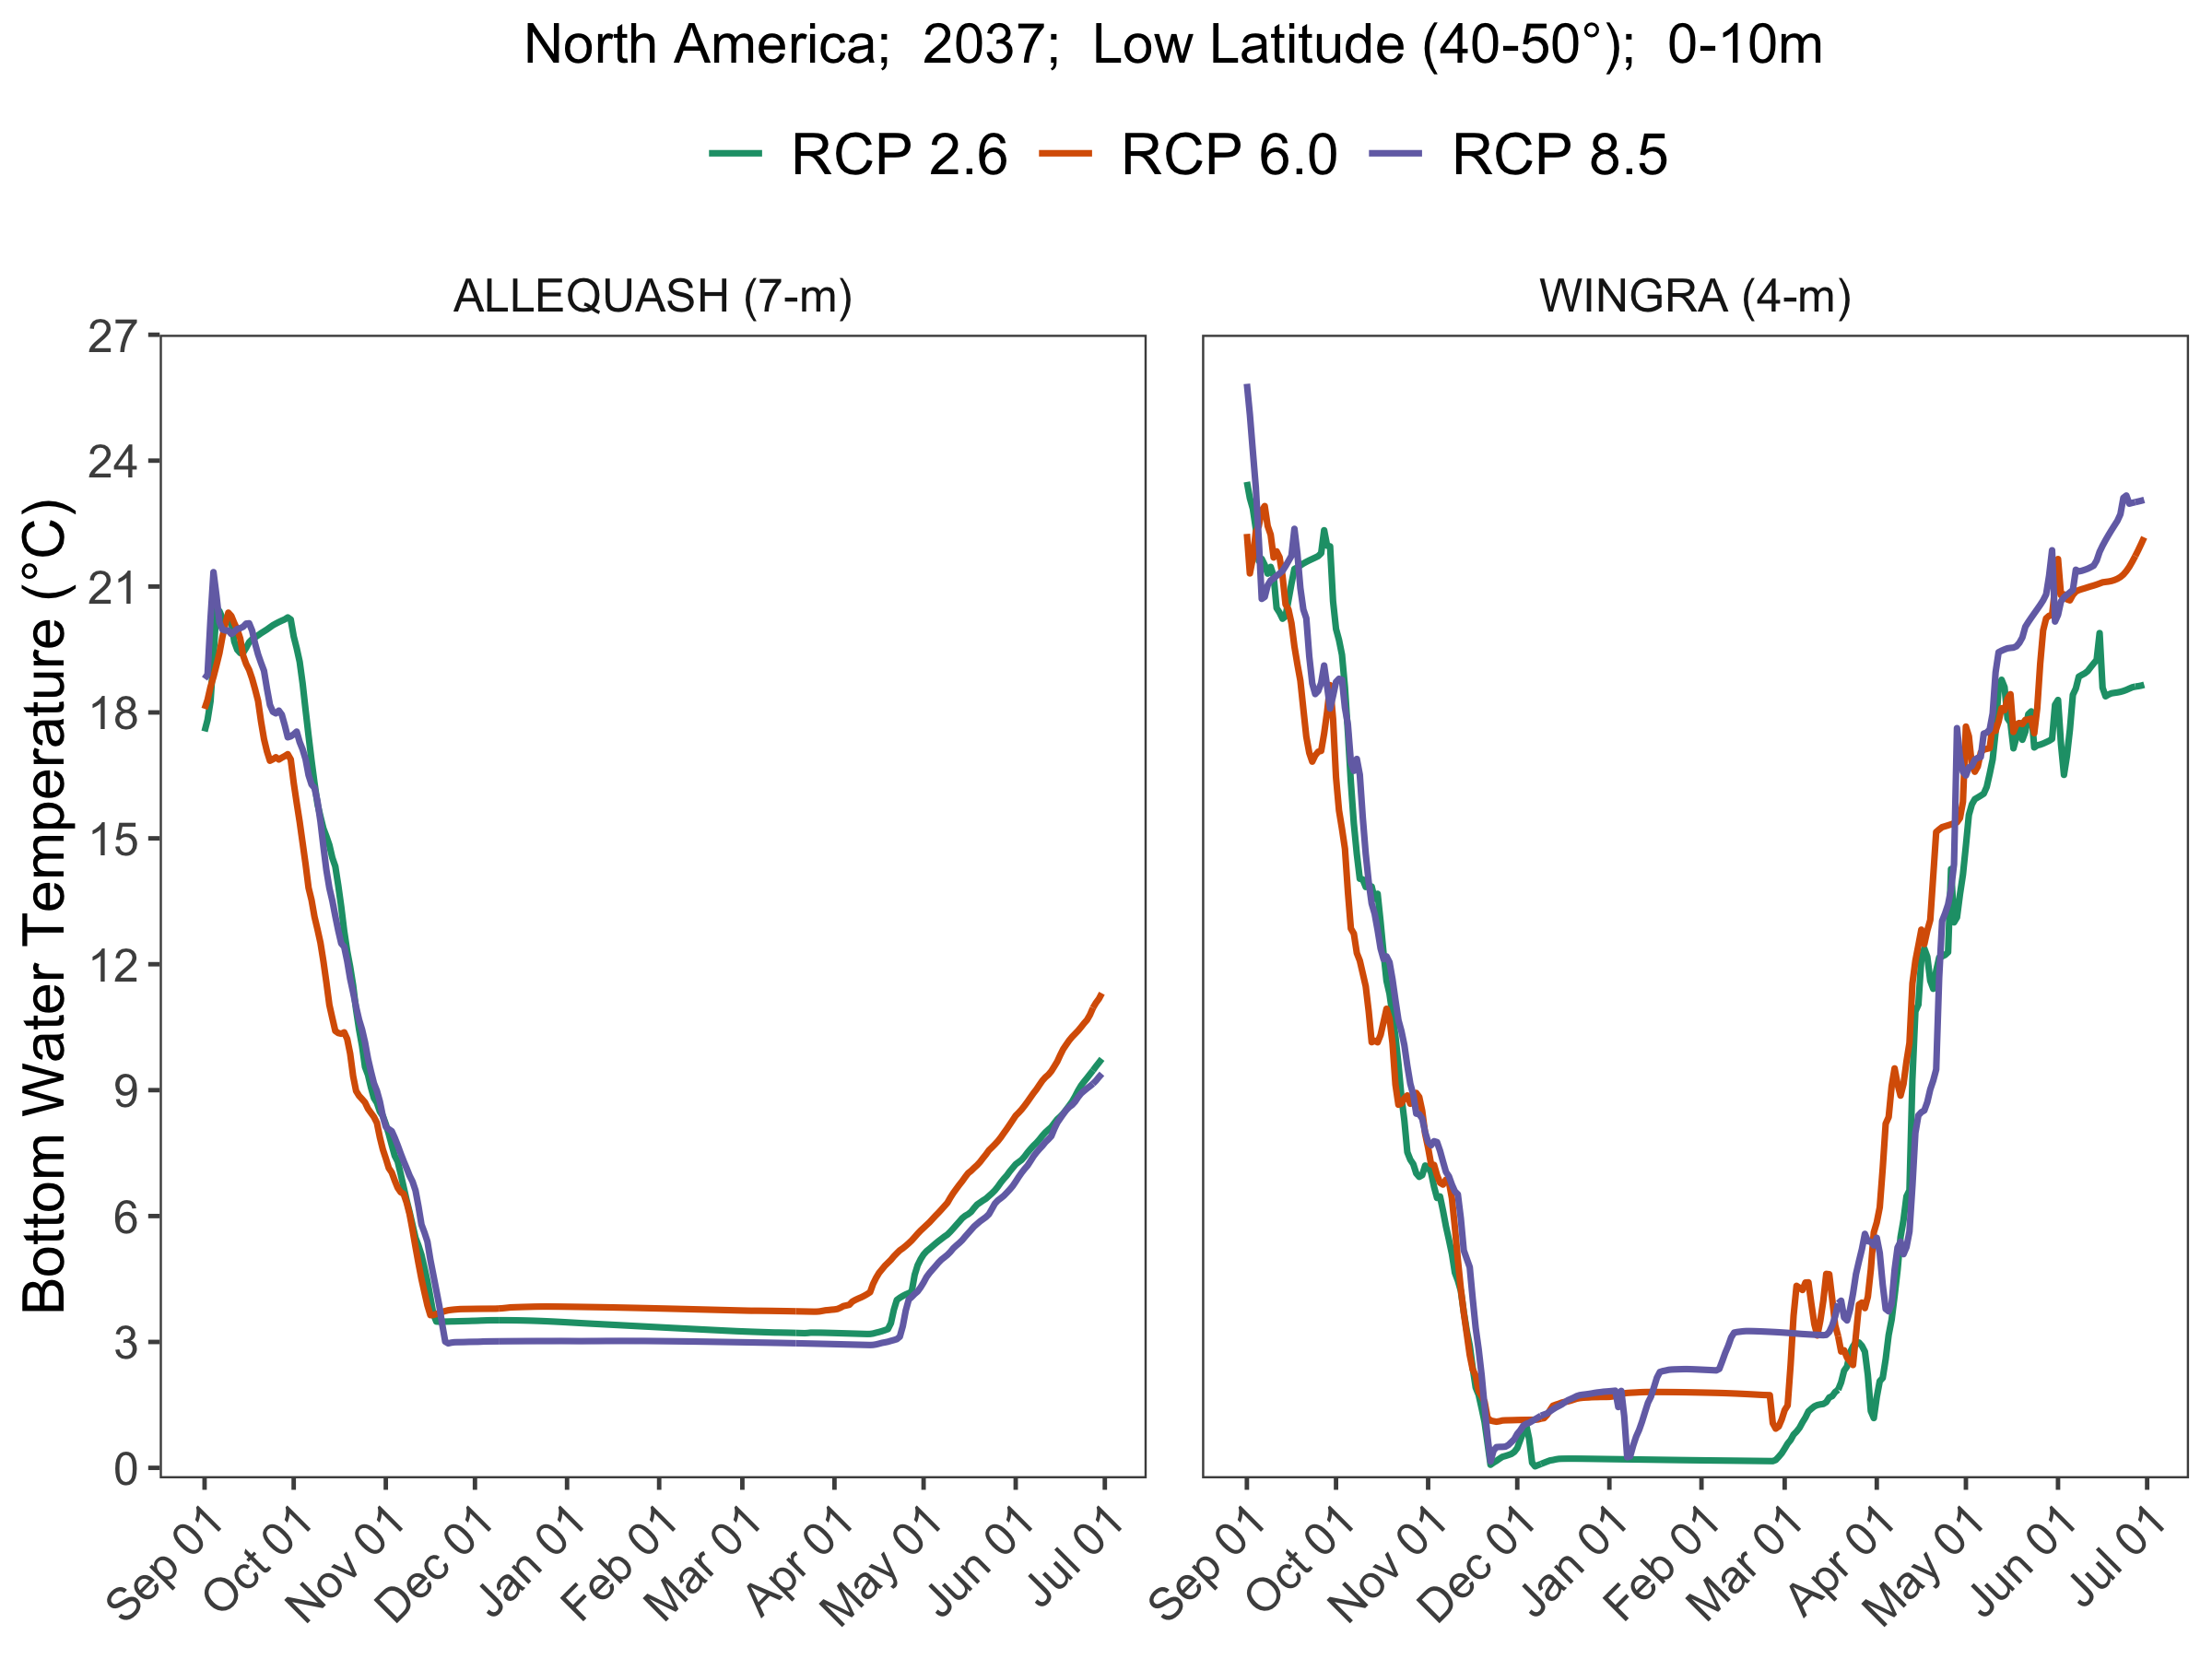 North America;  2037;  Low Latitude (40-50°);  0-10m
RCP 2.6 RCP 6.0 RCP 8.5
ALLEQUASH (7-m)
WINGRA (4-m)
Bottom Water Temperature (°C)
27
24
21
18
15
12
9
6
3
0
Sep 01 Oct 01 Nov 01 Dec 01 Jan 01 Feb 01 Mar 01 Apr 01 May 01 Jun 01 Jul 01
Sep 01 Oct 01 Nov 01 Dec 01 Jan 01 Feb 01 Mar 01 Apr 01 May 01 Jun 01 Jul 01